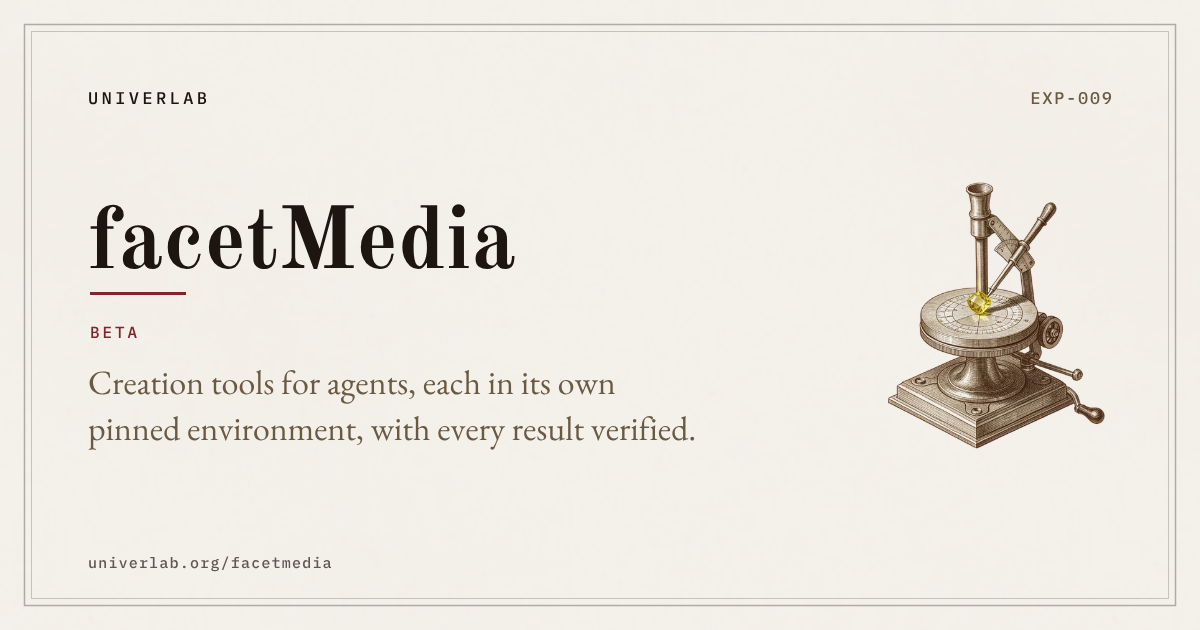 UNIVERLAB
EXP-009
facetMedia
BETA
Creation tools for agents, each in its own
pinned environment, with every result verified.
univerlab.org/facetmedia